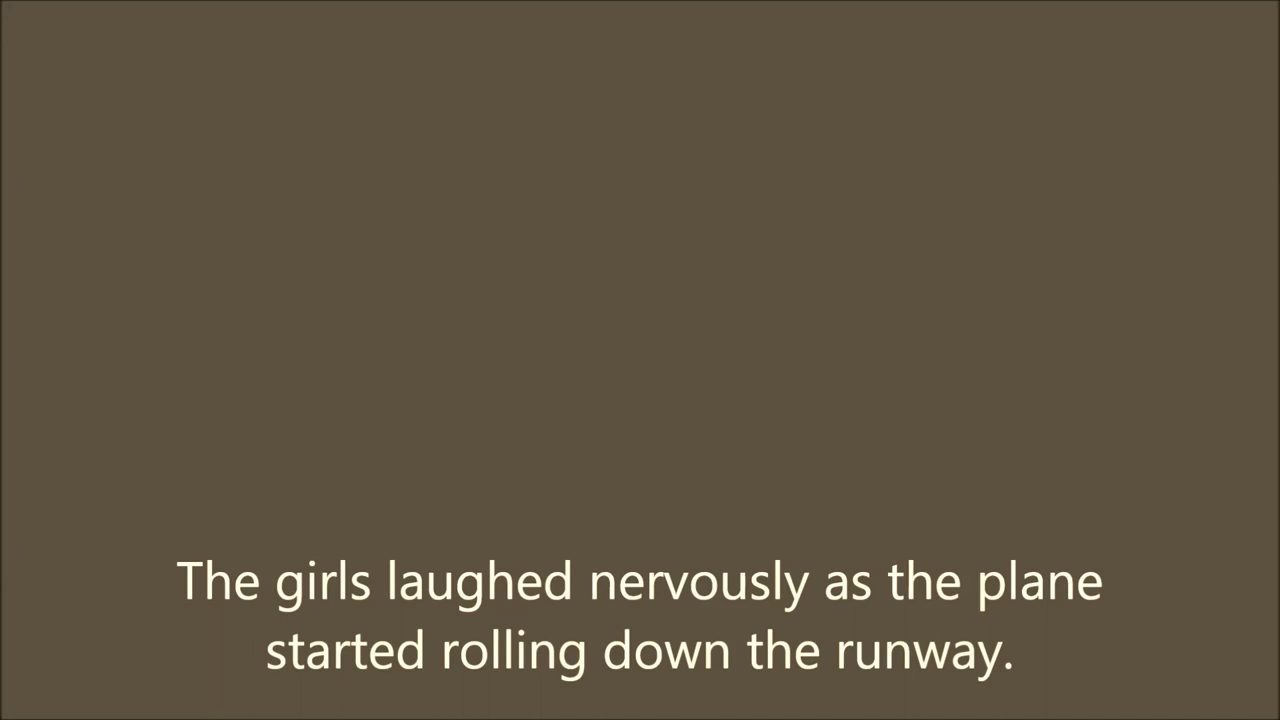 The girls laughed nervously as the plane
started rolling down the runway.